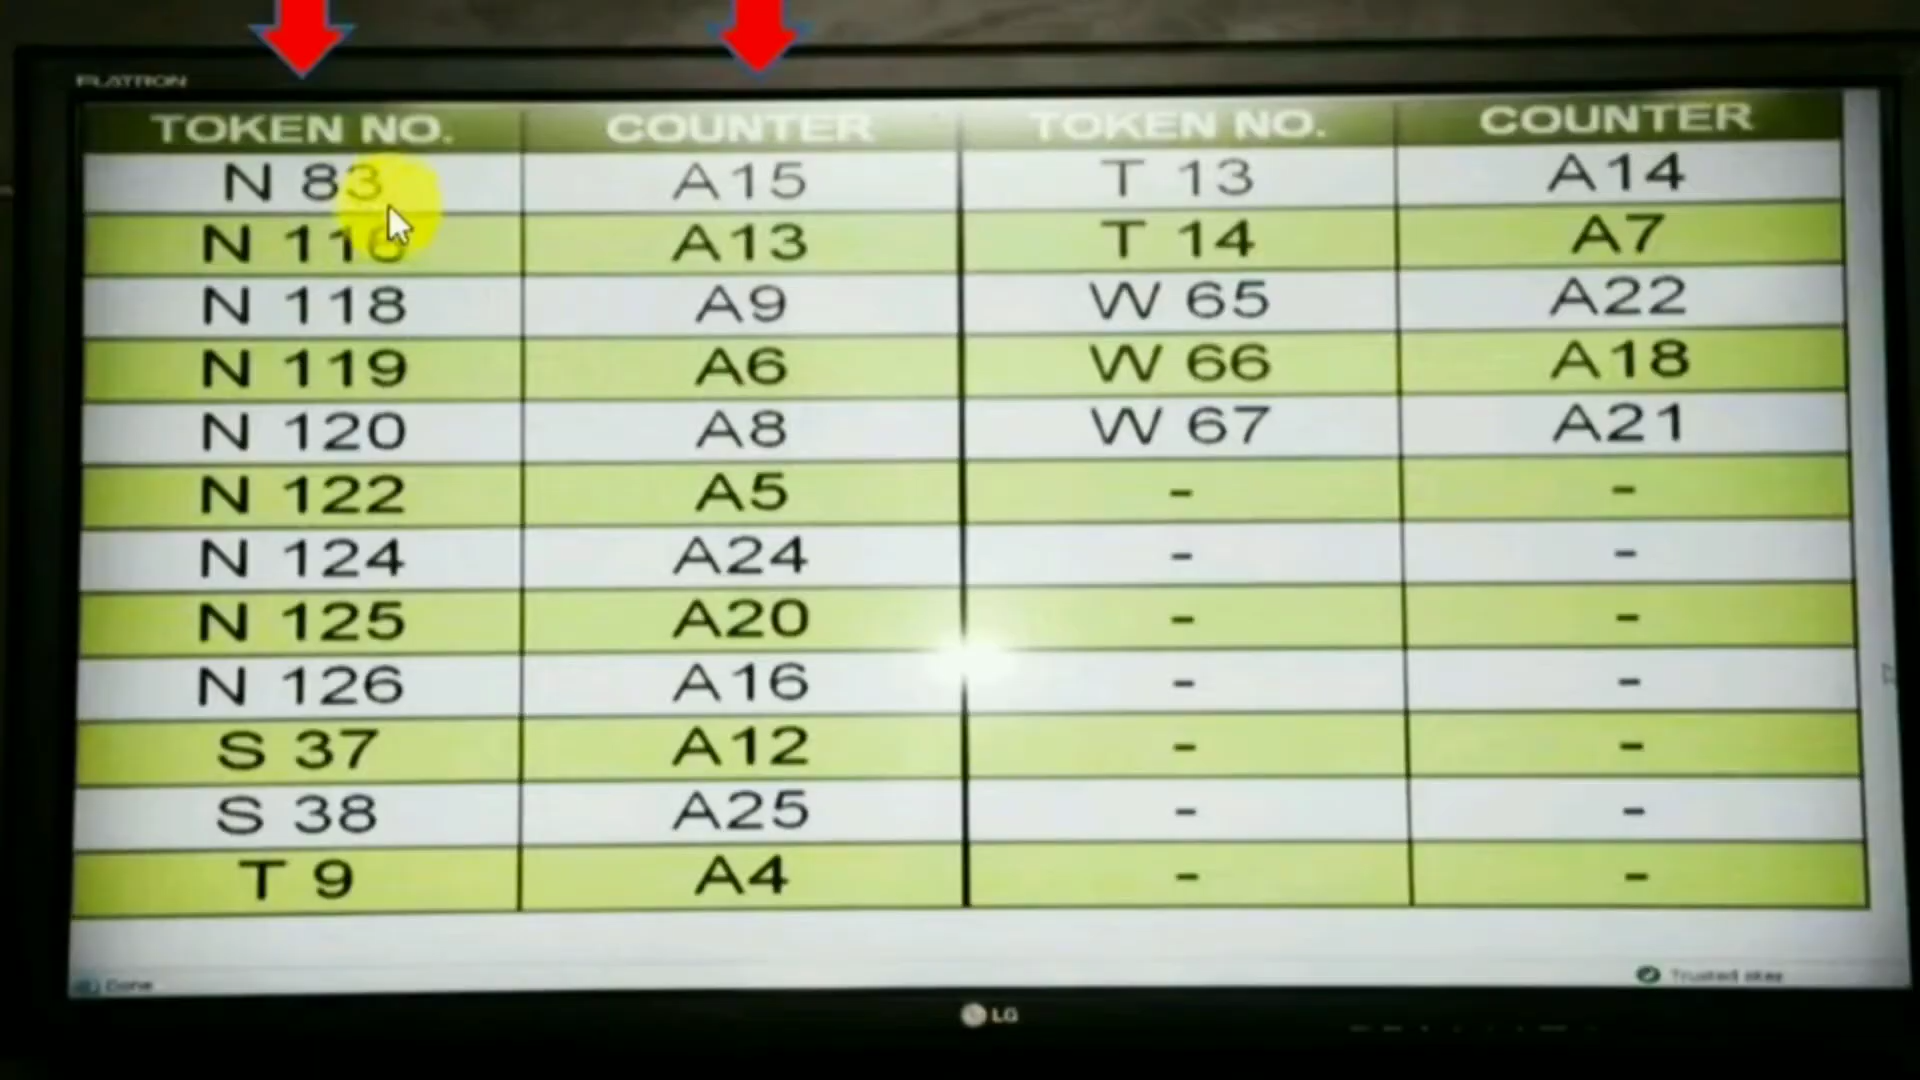 FLATRON
TOKEN NO. COUNTER TOKEN NO. COUNTER
N 83 A15 T 13 A14
N 116 A13 T 14 A7
N 118 A9 W 65 A22
N 119 A6 W 66 A18
N 120 A8 W 67 A21
N 122 A5 - -
N 124 A24 - -
N 125 A20 - -
N 126 A16 - -
S 37 A12 - -
S 38 A25 - -
T 9 A4 - -
Done Trusted sites
LG